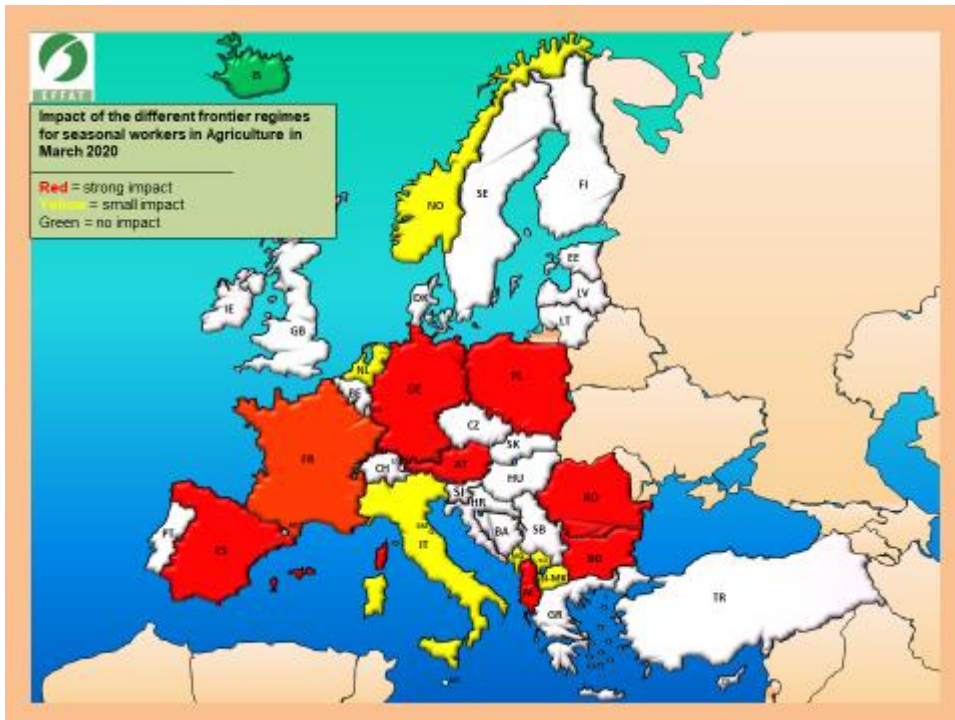 IS
EFFAT
Impact of the different frontier regimes
for seasonal workers in Agriculture in
March 2020
Red = strong impact
Yellow = small impact
Green = no impact
NO
SE
FI
EE
LV
LT
DK
IE
GB
NL
BE
DE
PL
CZ
SK
FR
CH
AT
HU
RO
SI
HR
BA
SB
PT
ES
IT
BG
N-MK
AL
GR
TR